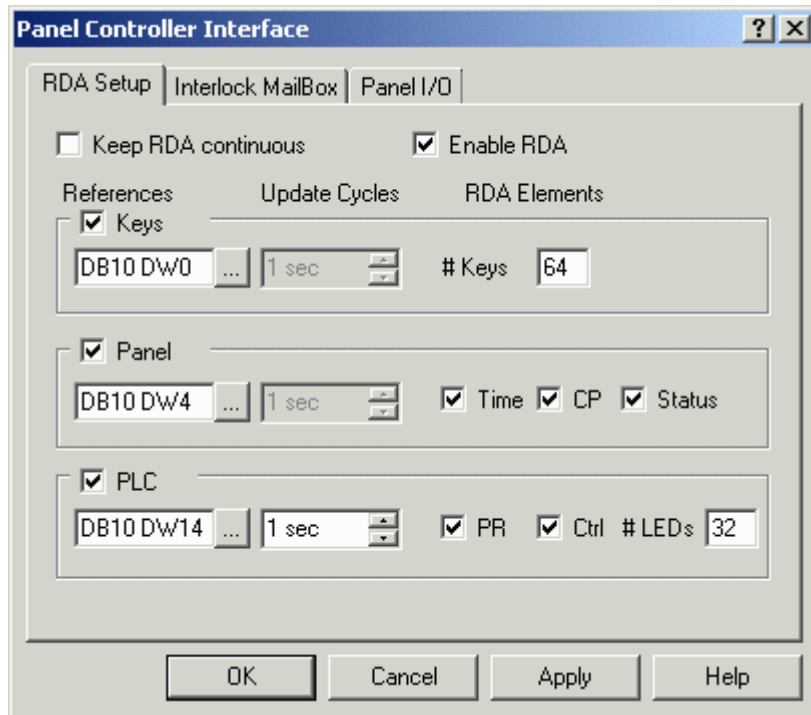 Panel Controller Interface
RDA Setup Interlock MailBox Panel I/O
Keep RDA continuous Enable RDA
References Update Cycles RDA Elements
Keys
DB10 DW0 ... 1 sec # Keys 64
Panel
DB10 DW4 ... 1 sec Time CP Status
PLC
DB10 DW14 ... 1 sec PR Ctrl # LEDs 32
OK Cancel Apply Help